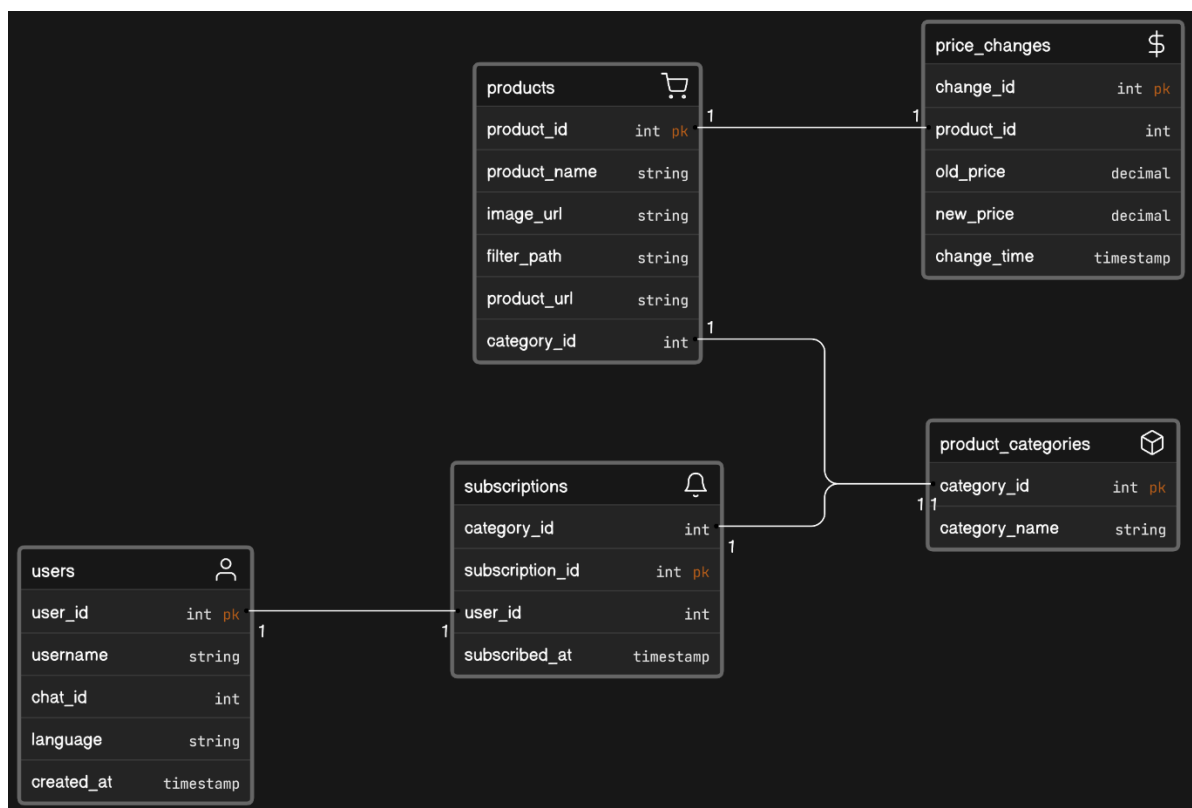 products
product_id int pk
product_name string
image_url string
filter_path string
product_url string
category_id int
price_changes
change_id int pk
product_id int
old_price decimal
new_price decimal
change_time timestamp
1 1
1
product_categories
category_id int pk
category_name string
1 1
subscriptions
category_id int
subscription_id int pk
user_id int
subscribed_at timestamp
1
users
user_id int pk
username string
chat_id int
language string
created_at timestamp
1 1